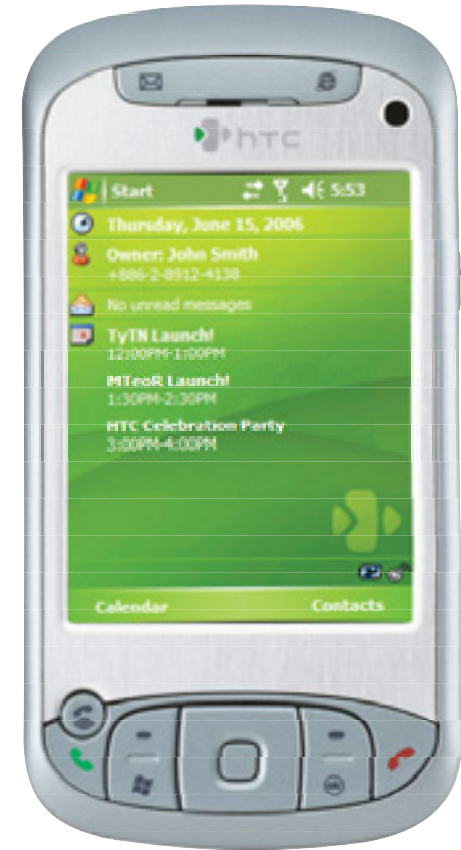 hTC
Start 5:53
Thursday, June 15, 2006
Owner: John Smith
+886-2-8912-4138
No unread messages
TyTN Launch!
12:00PM-1:00PM
MTeoR Launch!
1:30PM-2:30PM
HTC Celebration Party
3:00PM-4:00PM
Calendar Contacts